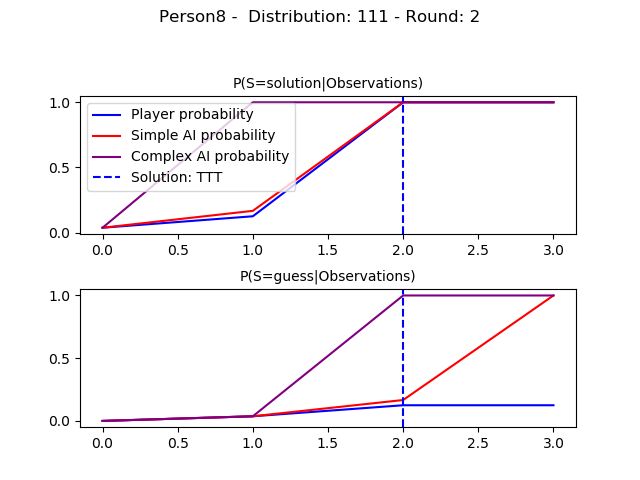 Person8 -  Distribution: 111 - Round: 2
P(S=solution|Observations)
1.0
0.5
0.0
Player probability
Simple AI probability
Complex AI probability
Solution: TTT
0.0 0.5 1.0 1.5 2.0 2.5 3.0
P(S=guess|Observations)
1.0
0.5
0.0
0.0 0.5 1.0 1.5 2.0 2.5 3.0